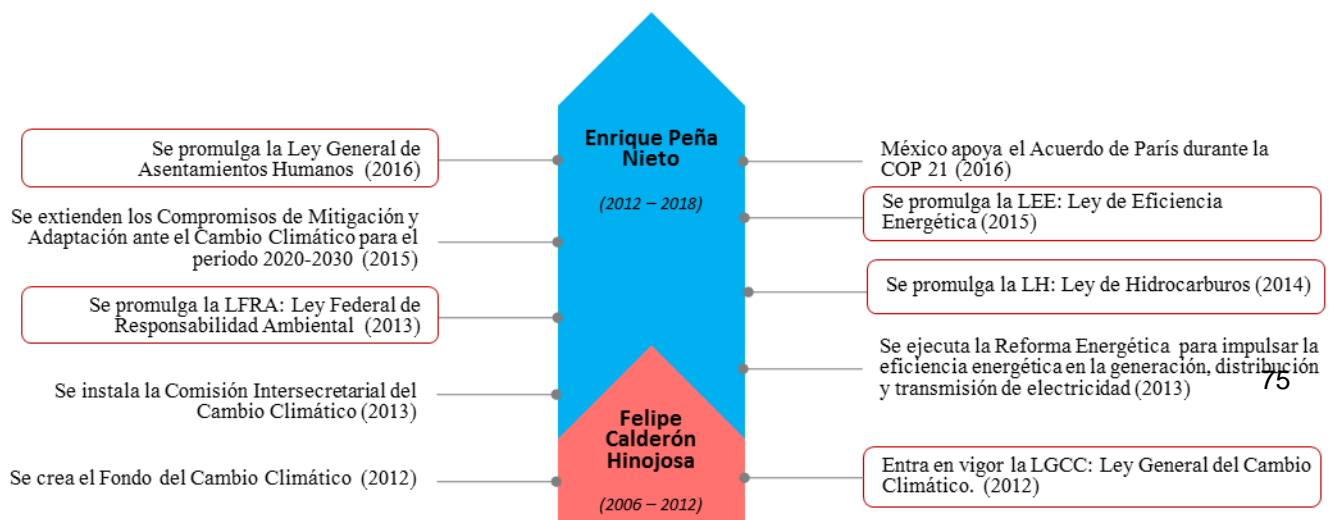 Enrique Peña
Nieto
(2012 – 2018)
Se promulga la Ley General de
Asentamientos Humanos (2016)
México apoya el Acuerdo de París durante la
COP 21 (2016)
Se extienden los Compromisos de Mitigación y
Adaptación ante el Cambio Climático para el
periodo 2020-2030 (2015)
Se promulga la LEE: Ley de Eficiencia
Energética (2015)
Se promulga la LFRA: Ley Federal de
Responsabilidad Ambiental (2013)
Se promulga la LH: Ley de Hidrocarburos (2014)
Se instala la Comisión Intersecretarial del
Cambio Climático (2013)
Se ejecuta la Reforma Energética para impulsar la
eficiencia energética en la generación, distribución
y transmisión de electricidad (2013)
75
Felipe
Calderón
Hinojosa
(2006 – 2012)
Se crea el Fondo del Cambio Climático (2012)
Entra en vigor la LGCC: Ley General del Cambio
Climático. (2012)